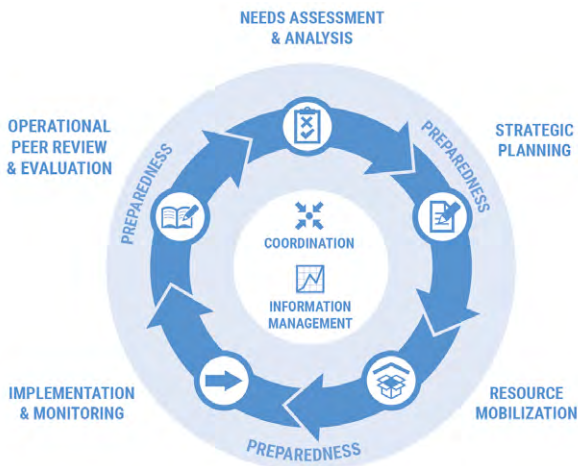 NEEDS ASSESSMENT
& ANALYSIS
OPERATIONAL
PEER REVIEW
& EVALUATION
PREPAREDNESS
PREPAREDNESS
STRATEGIC
PLANNING
COORDINATION
INFORMATION
MANAGEMENT
IMPLEMENTATION
& MONITORING
RESOURCE
MOBILIZATION
PREPAREDNESS